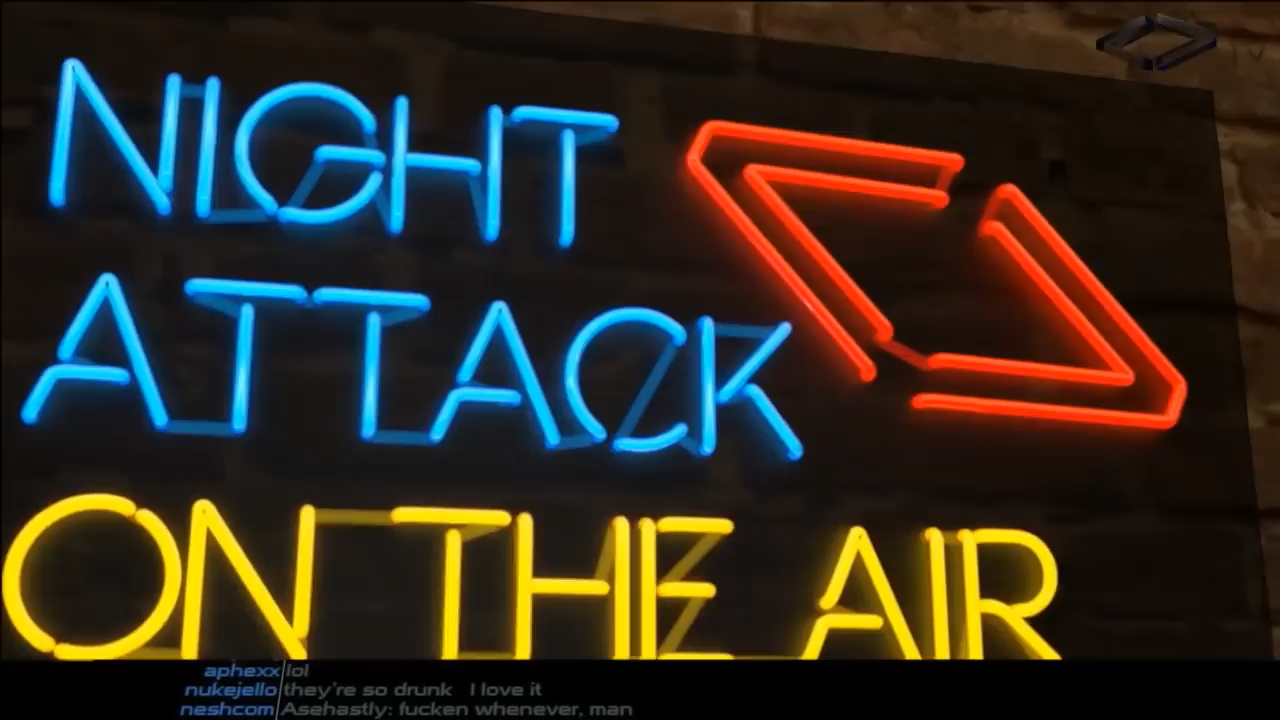 NIGHT
ATTACK
ON THE AIR
aphexx lol
nukejello they're so drunk I love it
neshcom Asehastly: fucken whenever, man